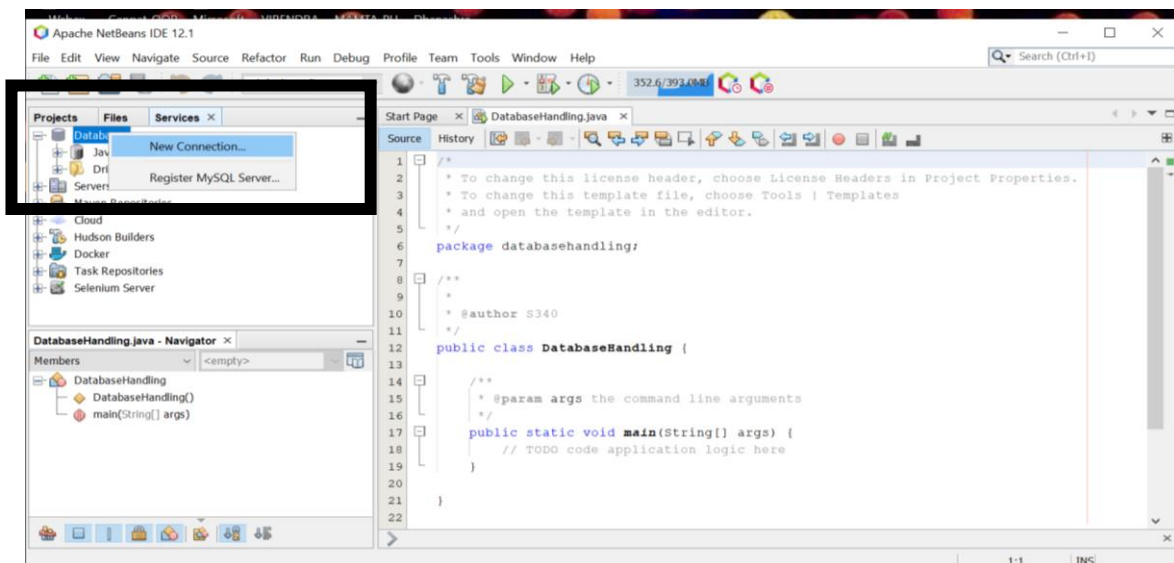 Apache NetBeans IDE 12.1
File Edit View Navigate Source Refactor Run Debug Profile Team Tools Window Help
Search (Ctrl+I)
352.6/393.0MB
Projects Files Services
Start Page DatabaseHandling.java
Source History
New Connection...
Register MySQL Server...
Servers
Maven Repositories
Cloud
Hudson Builders
Docker
Task Repositories
Selenium Server
DatabaseHandling.java - Navigator
Members <empty>
DatabaseHandling
DatabaseHandling()
main(String[] args)
1 /*
2 * To change this license header, choose License Headers in Project Properties.
3 * To change this template file, choose Tools | Templates
4 * and open the template in the editor.
5 */
6 package databasehandling;
7
8 /**
9 *
10 * @author S340
11 */
12 public class DatabaseHandling {
13
14 /**
15 * @param args the command line arguments
16 */
17 public static void main(String[] args) {
18 // TODO code application logic here
19 }
20
21 }
22
1:1 INS